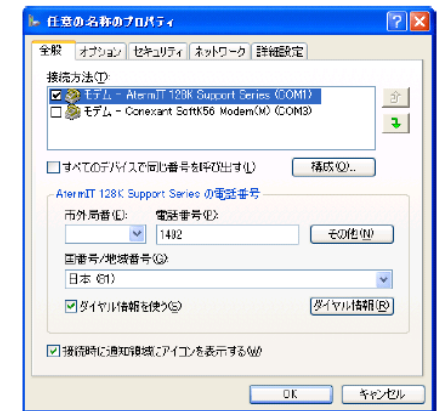 任意の名称のプロパティ
全般 オプション セキュリティ ネットワーク 詳細設定
接続方法(T):
モデム - AtermIT 128K Support Series (COM1)
モデム - Conexant SoftK56 Modem(M) (COM3)
すべてのデバイスで同じ番号を呼び出す(L) 構成(O)...
AtermIT 128K Support Series の電話番号
市外局番(E): 電話番号(P):
1492 その他(N)
国番号/地域番号(G):
日本 (81)
ダイヤル情報を使う(S) ダイヤル情報(R)
接続時に通知領域にアイコンを表示する(W)
OK キャンセル